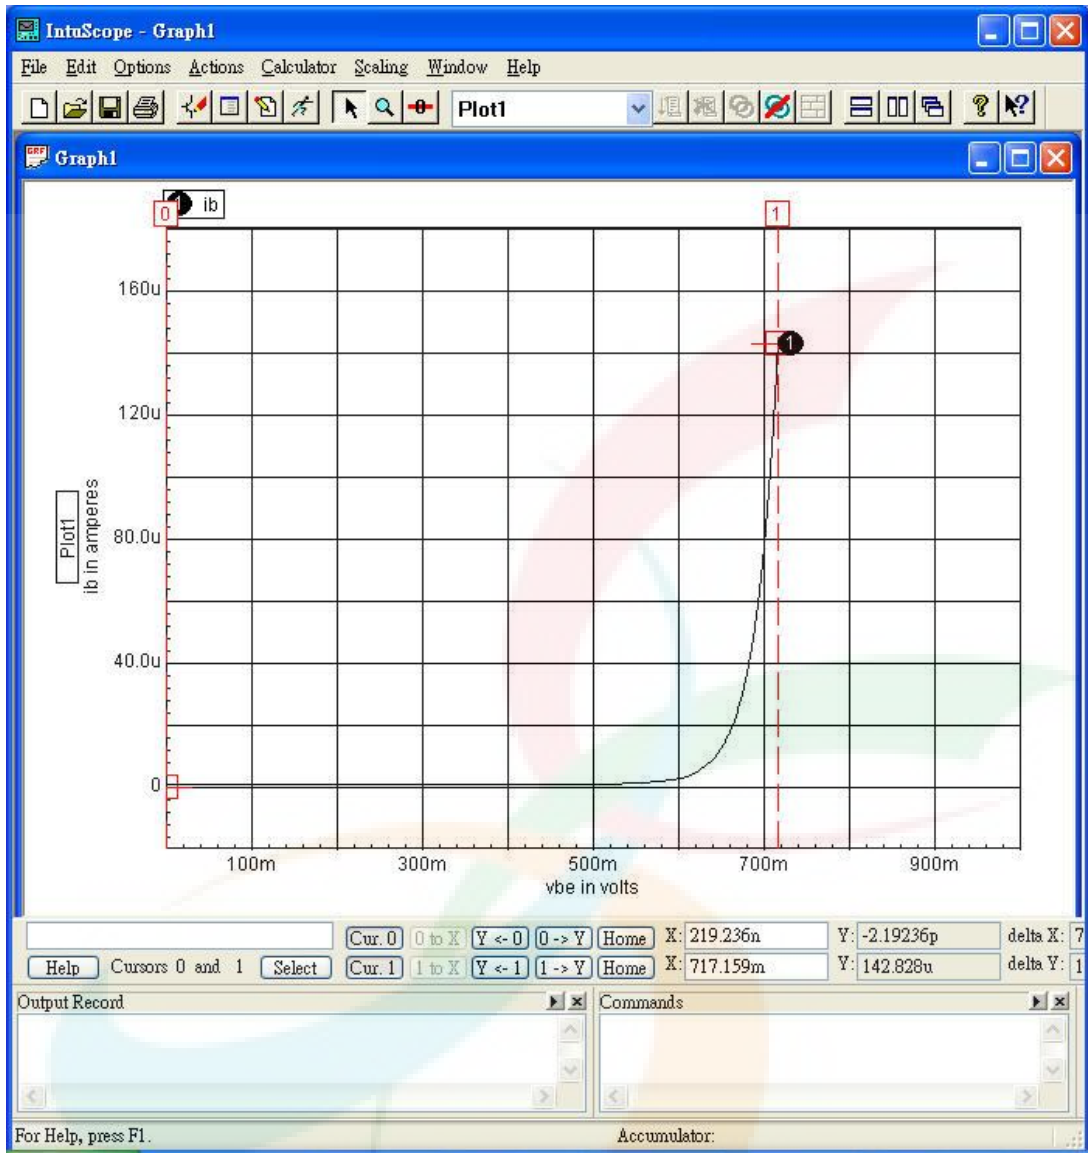 IntuScope - Graph1
File Edit Options Actions Calculator Scaling Window Help
Plot1
Graph1
ib
0
1
160u
1
120u
80.0u
40.0u
0
Plot1
ib in amperes
100m 300m 500m 700m 900m
vbe in volts
Cur. 0 0 to X Y <- 0 0 -> Y Home X: 219.236n Y: -2.19236p delta X: 7
Help Cursors 0 and 1 Select Cur. 1 1 to X Y <- 1 1 -> Y Home X: 717.159m Y: 142.828u delta Y: 1
Output Record Commands
For Help, press F1. Accumulator: